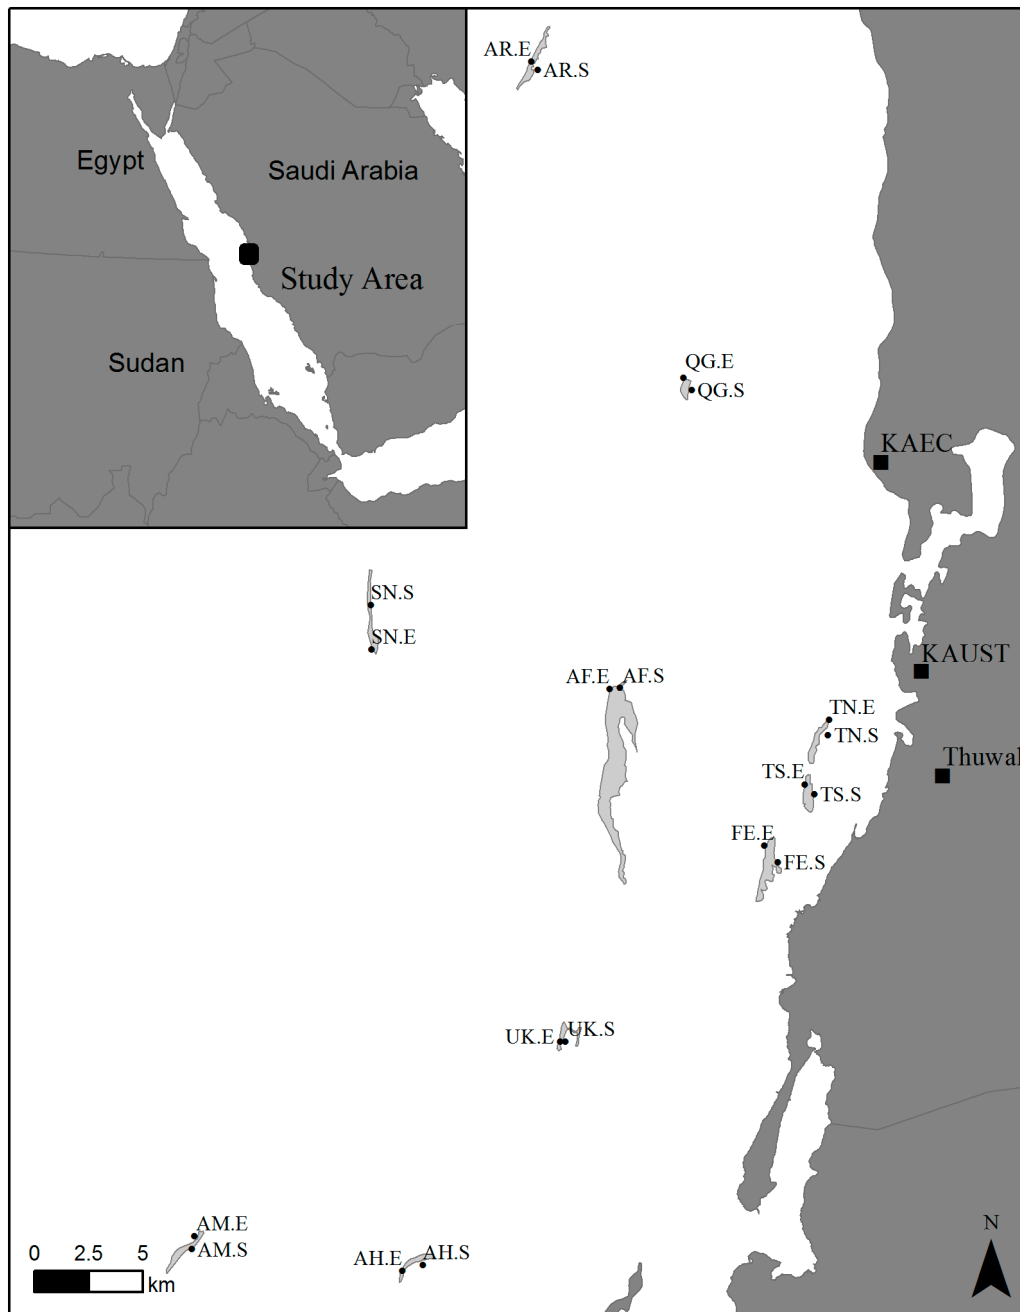 AR.E
AR.S
Egypt
Saudi Arabia
Study Area
Sudan
QG.E
QG.S
KAEC
SN.S
SN.E
KAUST
AF.E
AF.S
TN.E
TN.S
Thuwal
TS.E
TS.S
FE.E
FE.S
UK.E
UK.S
AM.E
AM.S
AH.E
AH.S
N
0 2.5 5
km